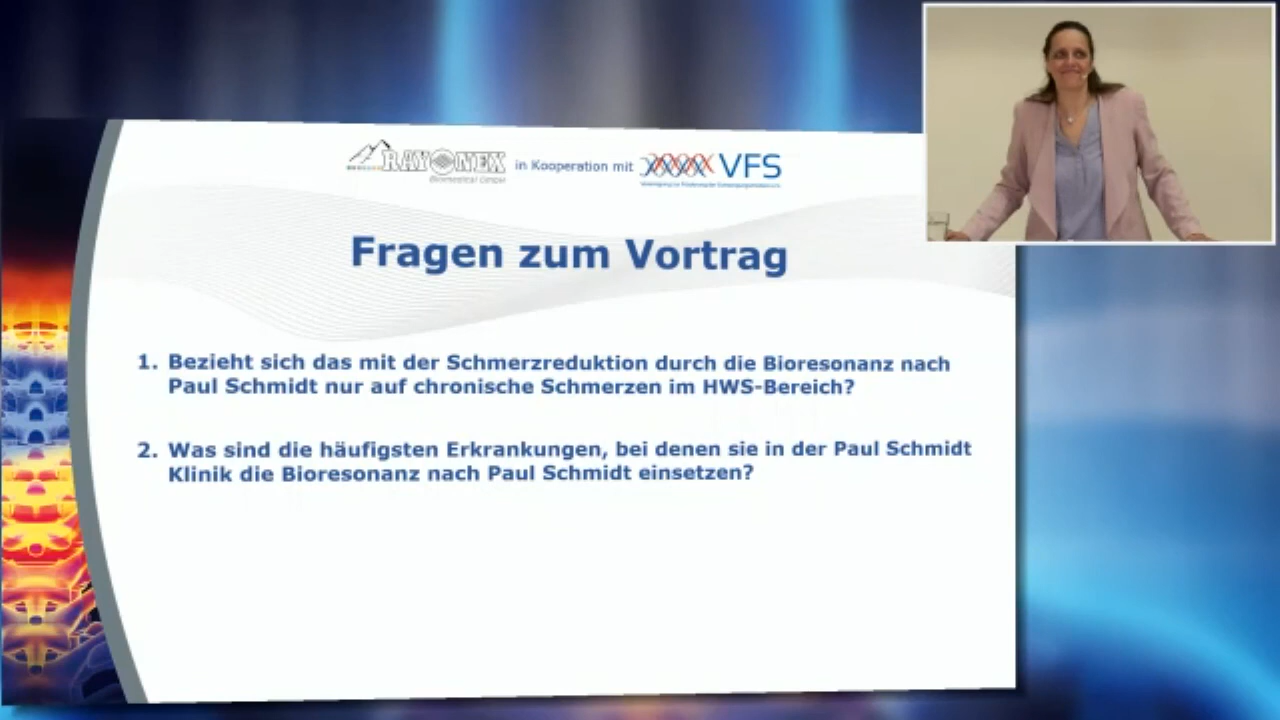 RAYONEX
Biomedical GmbH
in Kooperation mit
VFS
Fragen zum Vortrag
1. Bezieht sich das mit der Schmerzreduktion durch die Bioresonanz nach
Paul Schmidt nur auf chronische Schmerzen im HWS-Bereich?
2. Was sind die häufigsten Erkrankungen, bei denen sie in der Paul Schmidt
Klinik die Bioresonanz nach Paul Schmidt einsetzen?